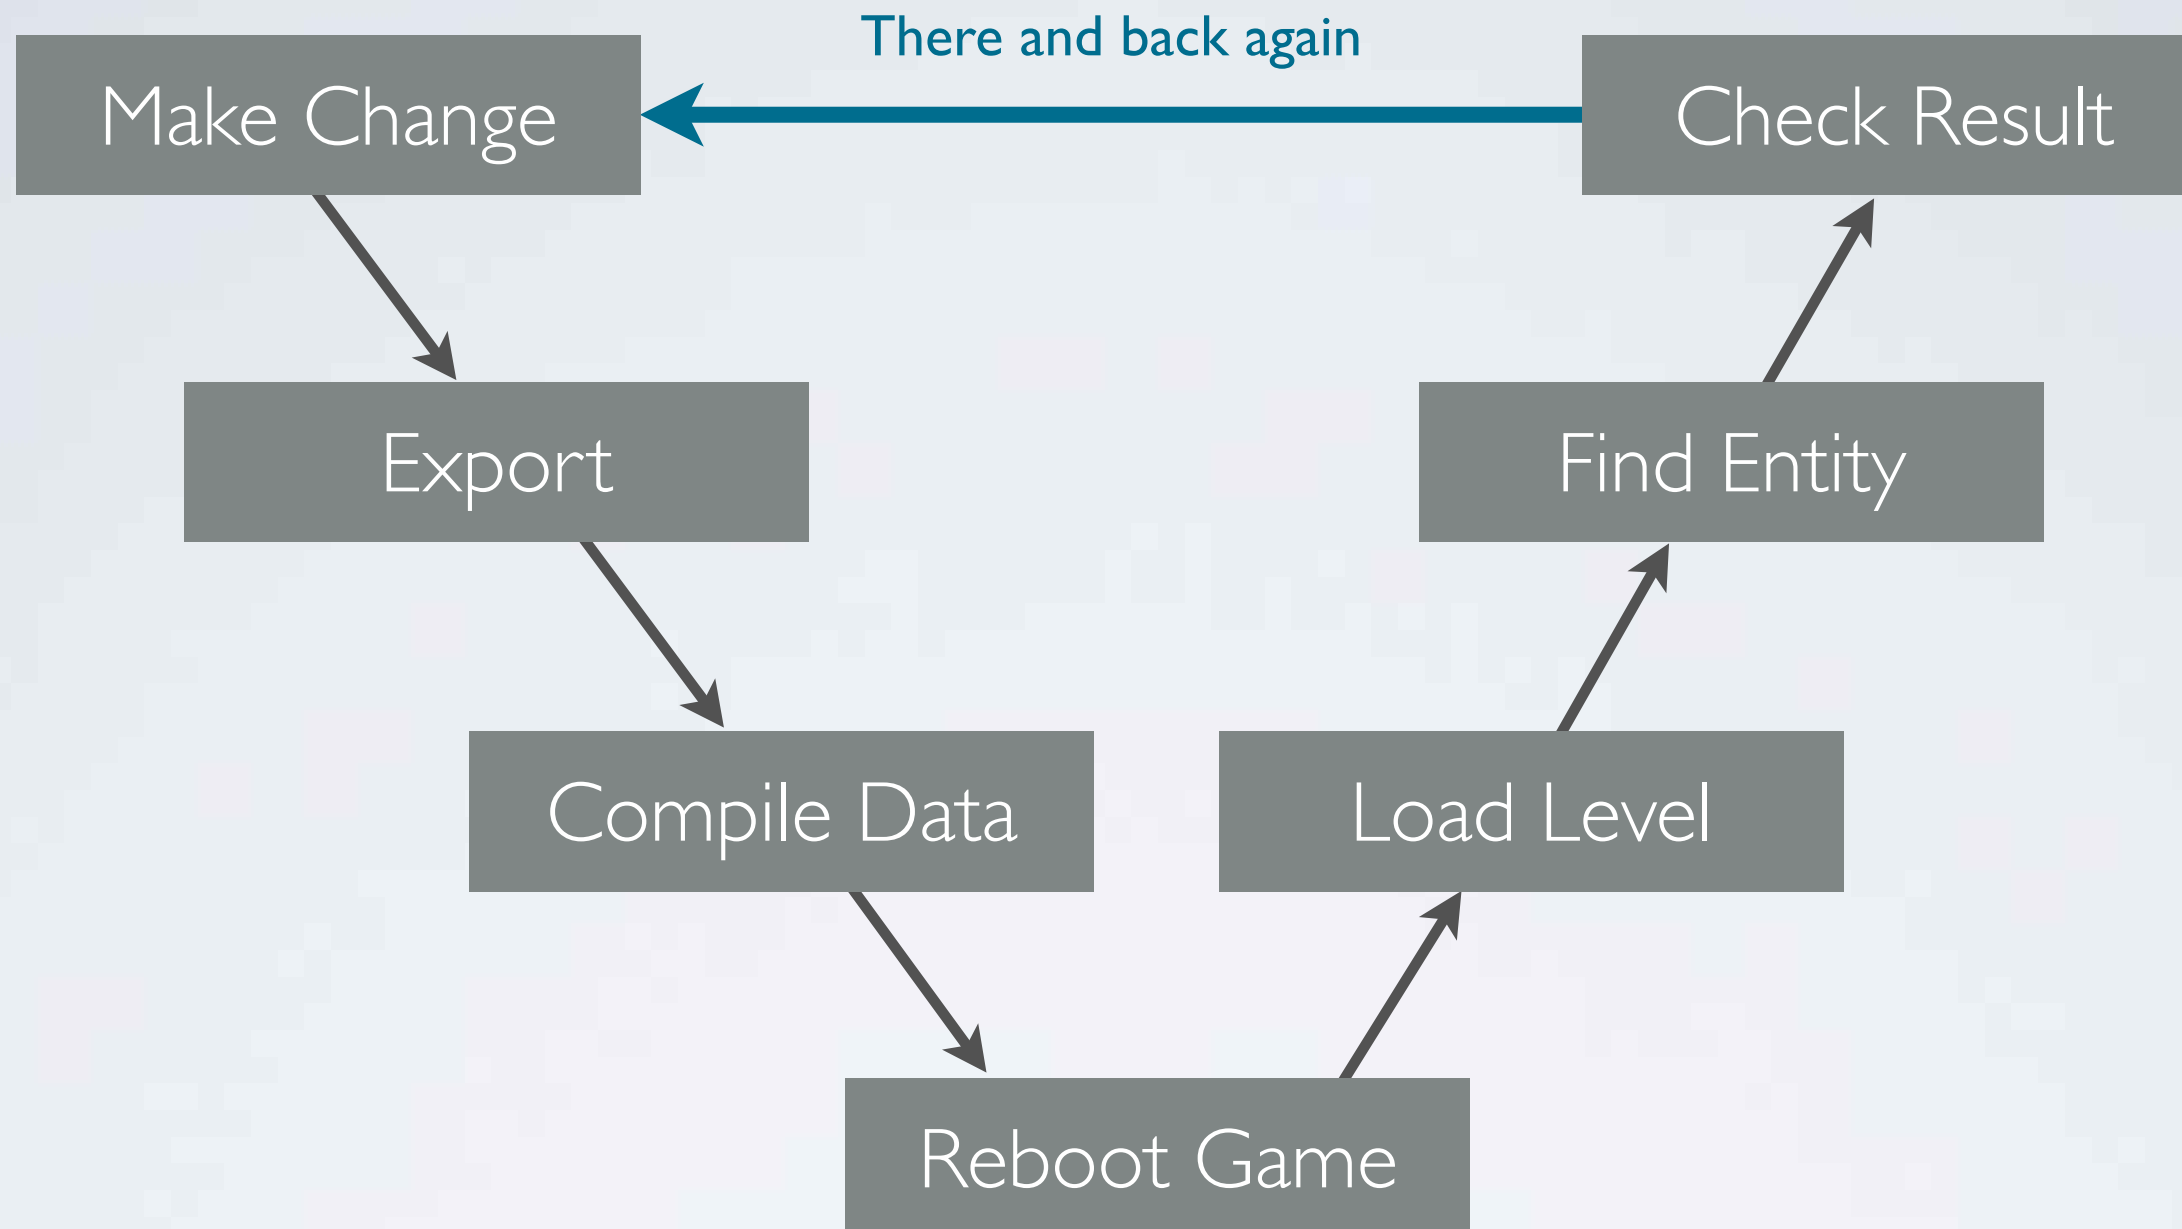 There and back again
Make Change
Check Result
Export
Find Entity
Compile Data
Load Level
Reboot Game